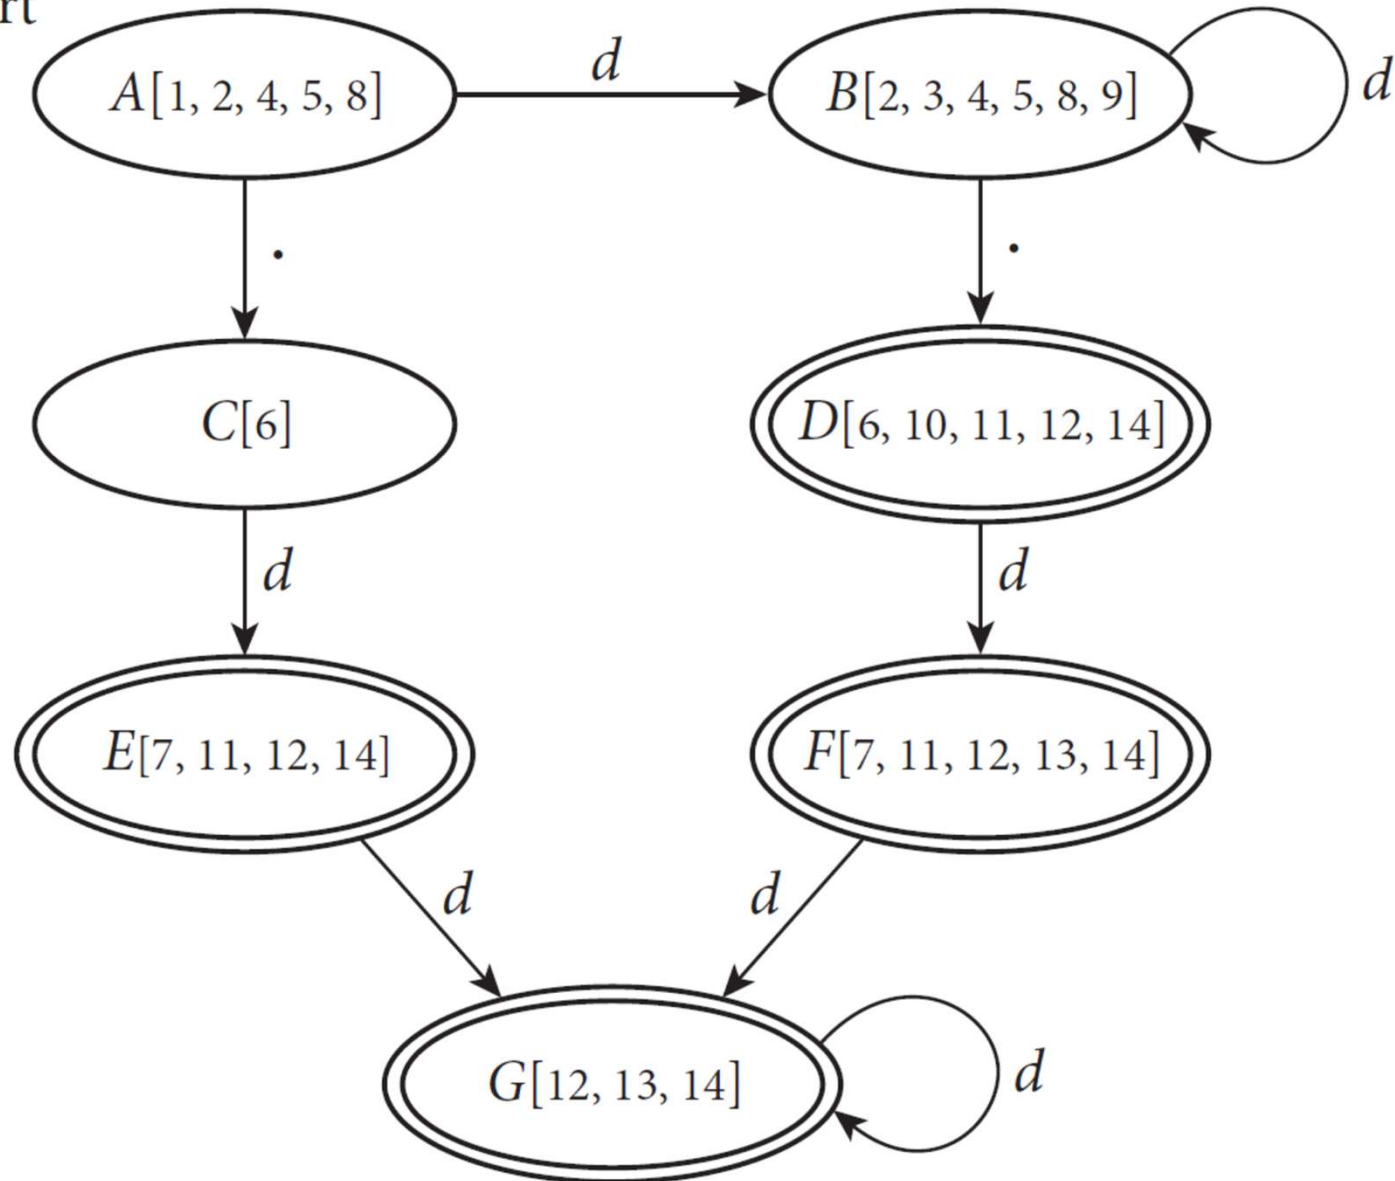 rt
A[1, 2, 4, 5, 8] d B[2, 3, 4, 5, 8, 9] d
. .
C[6] D[6, 10, 11, 12, 14]
d d
E[7, 11, 12, 14] F[7, 11, 12, 13, 14]
d d
G[12, 13, 14] d